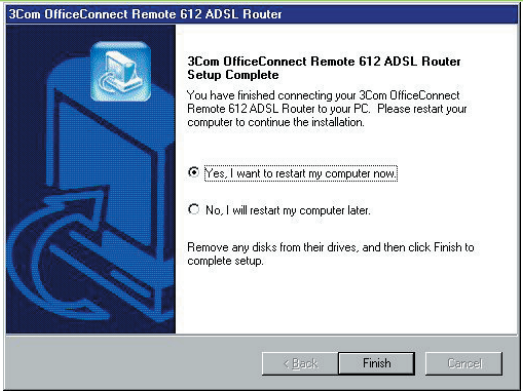 3Com OfficeConnect Remote 612 ADSL Router
3Com OfficeConnect Remote 612 ADSL Router
Setup Complete
You have finished connecting your 3Com OfficeConnect
Remote 612 ADSL Router to your PC. Please restart your
computer to continue the installation.
Yes, I want to restart my computer now.
No, I will restart my computer later.
Remove any disks from their drives, and then click Finish to
complete setup.
< Back
Finish
Cancel